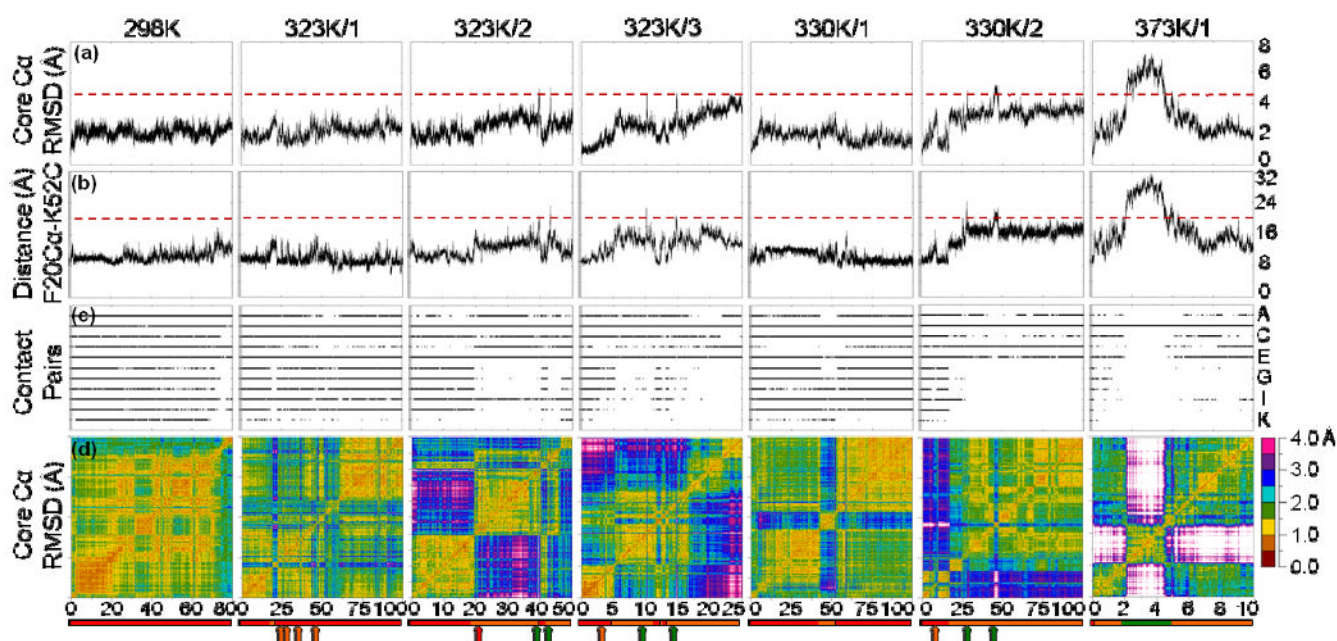 298K 323K/1 323K/2 323K/3 330K/1 330K/2 373K/1
(a)
Core Cα
RMSD (Å)
8
6
4
2
0
(b)
Distance (Å)
F20Cα-K52Cα
32
24
16
8
0
(c)
Contact
Pairs
A
C
E
G
I
K
(d)
Core Cα
RMSD (Å)
4.0 Å
3.0
2.0
1.0
0.0
0 20 40 60 80 0 25 50 75 100 0 10 20 30 40 50 0 5 10 15 20 25 0 25 50 75 100 0 25 50 75 100 0 2 4 6 8 10